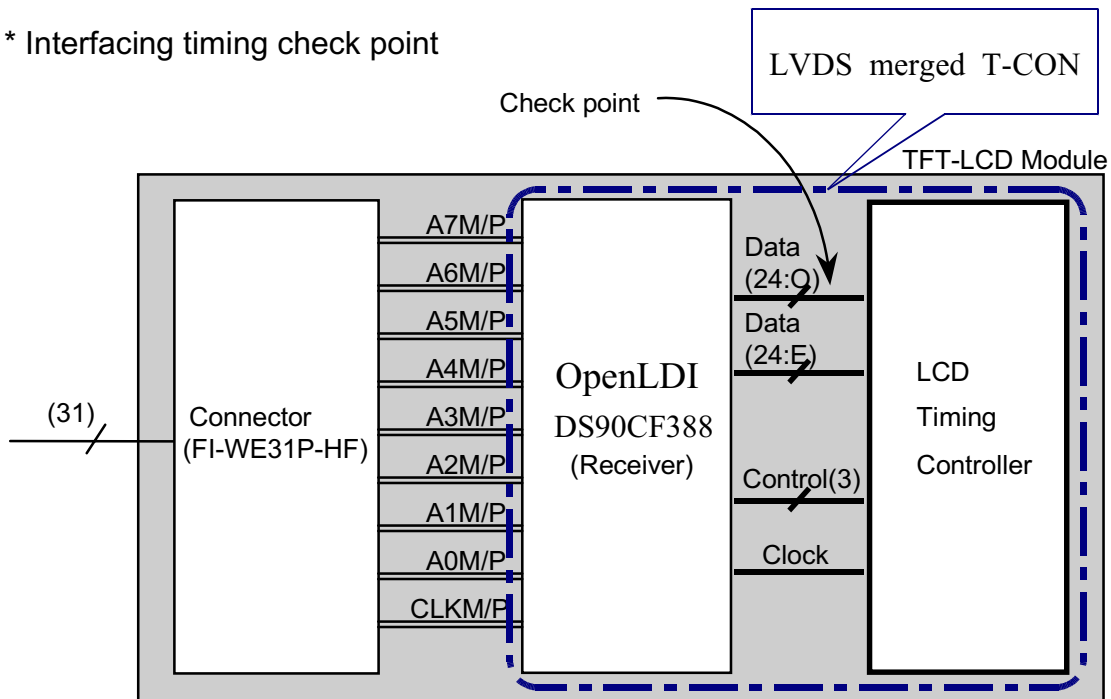 * Interfacing timing check point
LVDS merged T-CON
Check point
TFT-LCD Module
A7M/P
A6M/P
A5M/P
A4M/P
A3M/P
A2M/P
A1M/P
A0M/P
CLKM/P
(31)
Connector
(FI-WE31P-HF)
OpenLDI
DS90CF388
(Receiver)
Data
(24:O)
Data
(24:E)
Control(3)
Clock
LCD
Timing
Controller